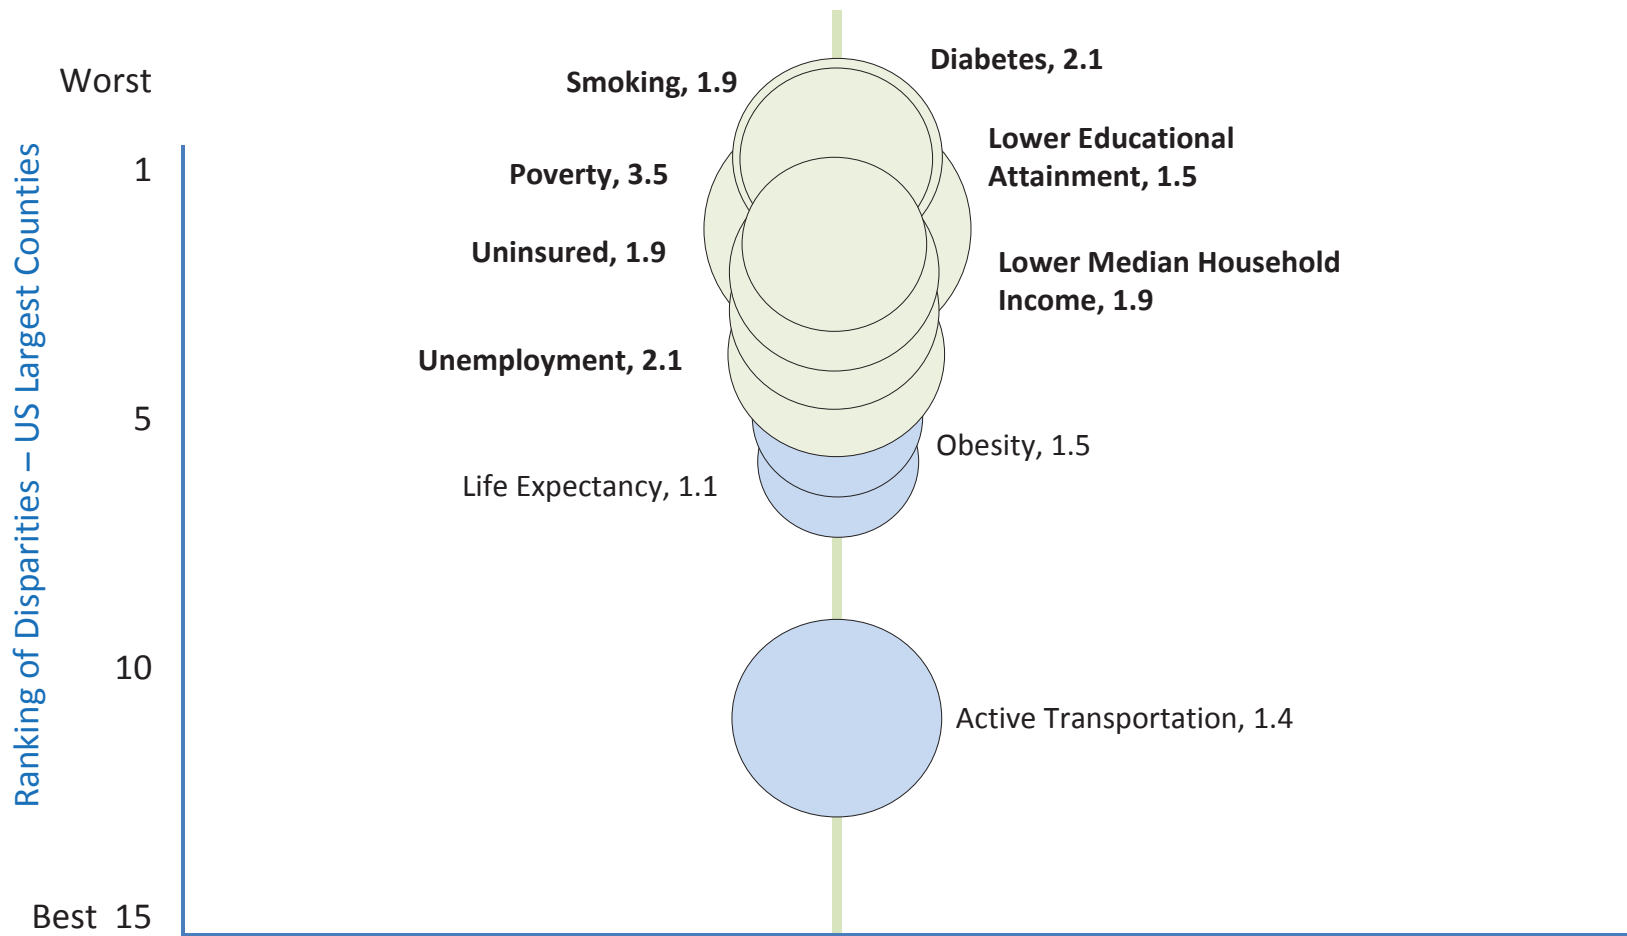 Ranking of Disparities – US Largest Counties
Worst
1
5
10
Best 15
Smoking, 1.9
Diabetes, 2.1
Poverty, 3.5
Lower Educational
Attainment, 1.5
Uninsured, 1.9
Lower Median Household
Income, 1.9
Unemployment, 2.1
Obesity, 1.5
Life Expectancy, 1.1
Active Transportation, 1.4